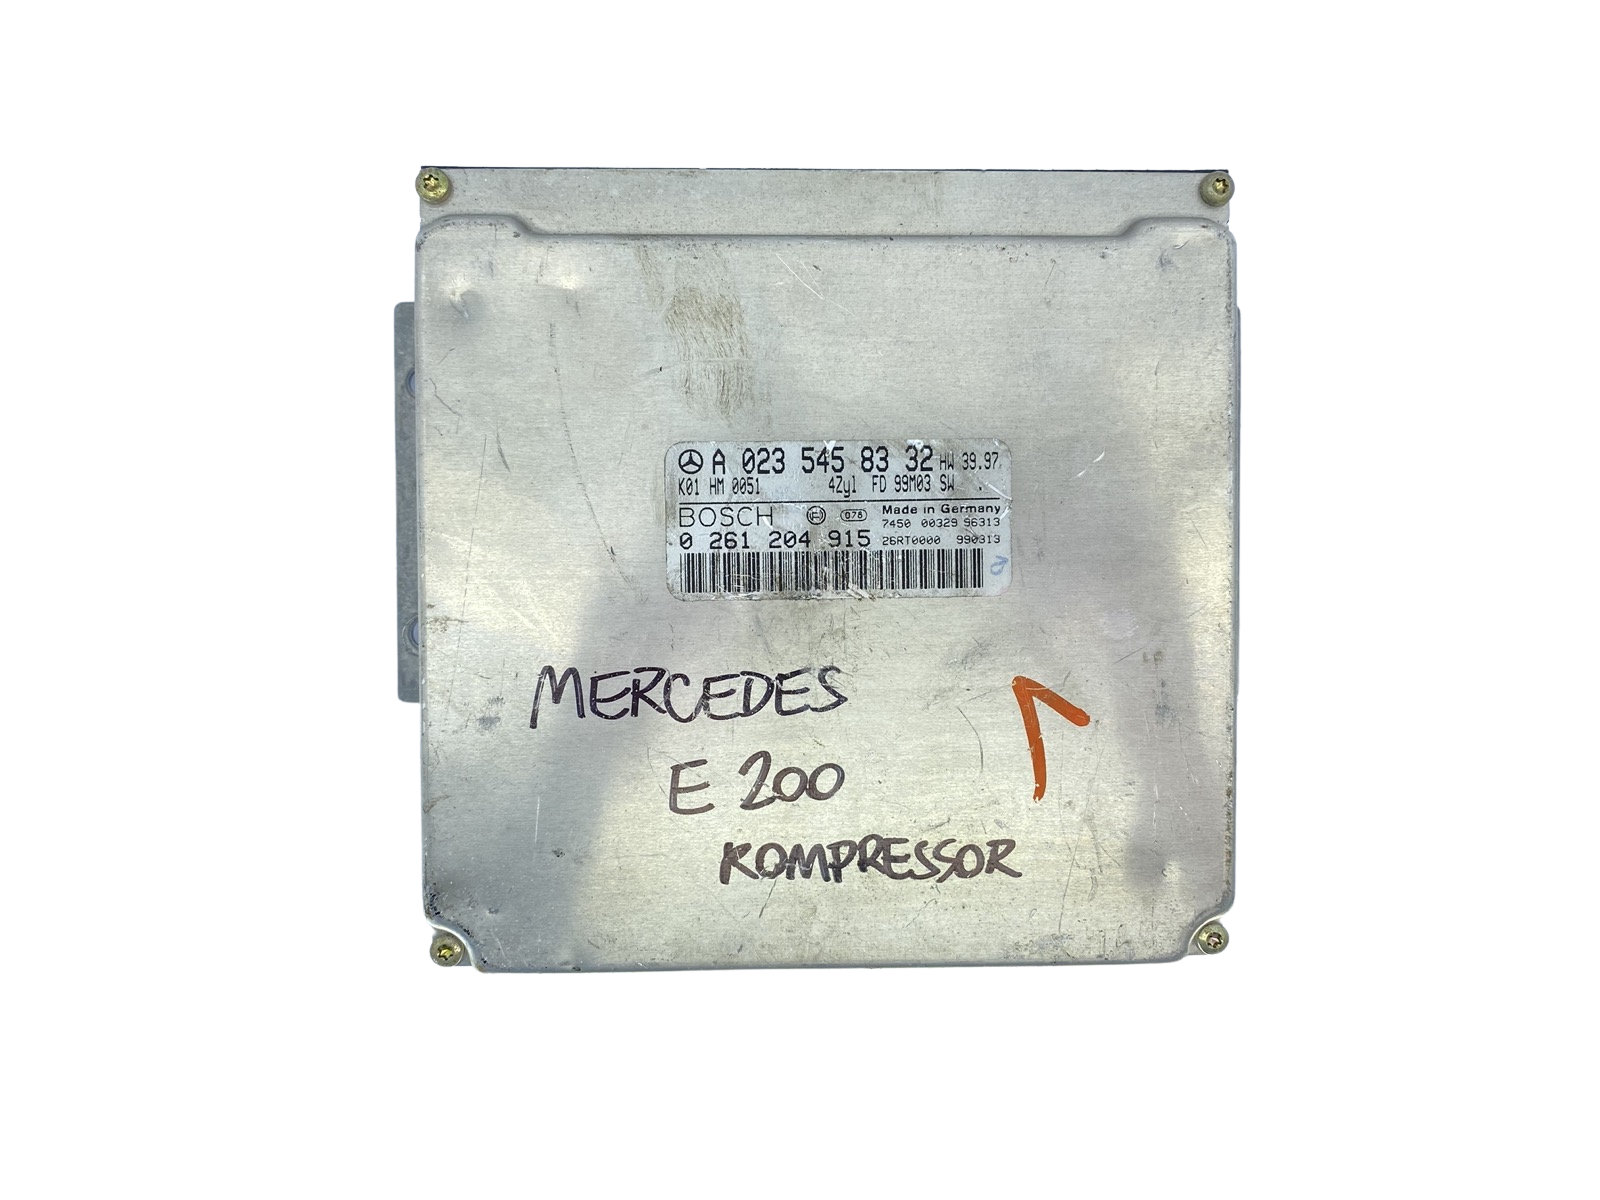 A 023 545 83 32 HW 39.97
K01 HM 0051 4Zyl FD 99M03 SW .
BOSCH 078 Made in Germany
7450 00329 96313
0 261 204 915 26RT0000 990313
MERCEDES
E 200
KOMPRESSOR